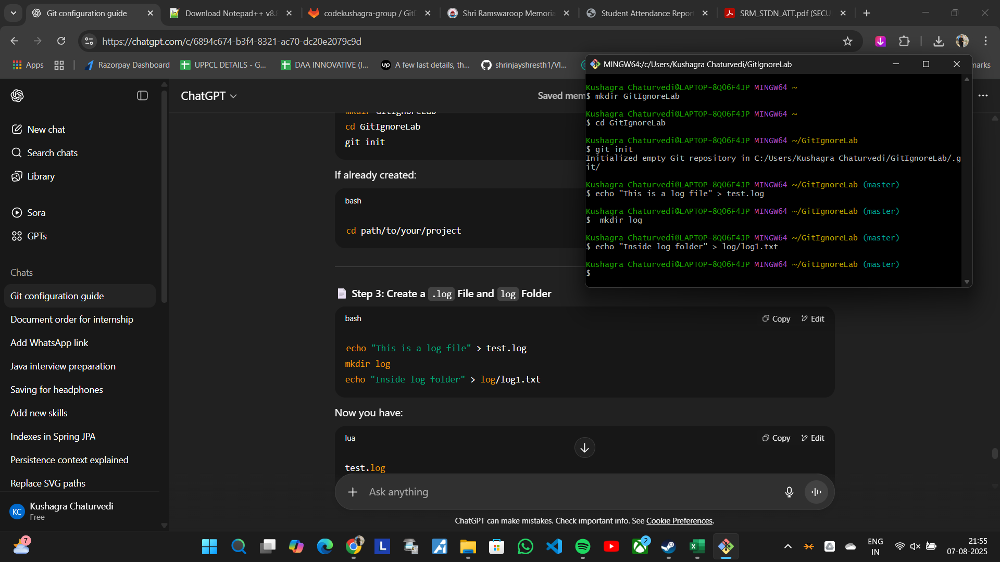 Git configuration guide
Download Notepad++ v8.
codekushagra-group / Git
Shri Ramswaroop Memoria
Student Attendance Repor
SRM_STDN_ATT.pdf (SECU
https://chatgpt.com/c/6894c674-b3f4-8321-ac70-dc20e2079c9d
Apps
Razorpay Dashboard
UPPCL DETAILS - G...
DAA INNOVATIVE (I...
up
A few last details, th...
shrinjayshresth1/VI...
marks
MINGW64:/c/Users/Kushagra Chaturvedi/GitIgnoreLab
Kushagra Chaturvedi@LAPTOP-8QO6F4JP MINGW64 ~
$ mkdir GitIgnoreLab
Kushagra Chaturvedi@LAPTOP-8QO6F4JP MINGW64 ~
$ cd GitIgnoreLab
Kushagra Chaturvedi@LAPTOP-8QO6F4JP MINGW64 ~/GitIgnoreLab
$ git init
Initialized empty Git repository in C:/Users/Kushagra Chaturvedi/GitIgnoreLab/.g
it/
Kushagra Chaturvedi@LAPTOP-8QO6F4JP MINGW64 ~/GitIgnoreLab (master)
$ echo "This is a log file" > test.log
Kushagra Chaturvedi@LAPTOP-8QO6F4JP MINGW64 ~/GitIgnoreLab (master)
$  mkdir log
Kushagra Chaturvedi@LAPTOP-8QO6F4JP MINGW64 ~/GitIgnoreLab (master)
$ echo "Inside log folder" > log/log1.txt
Kushagra Chaturvedi@LAPTOP-8QO6F4JP MINGW64 ~/GitIgnoreLab (master)
$
New chat
Search chats
Library
Sora
GPTs
Chats
Git configuration guide
Document order for internship
Add WhatsApp link
Java interview preparation
Saving for headphones
Add new skills
Indexes in Spring JPA
Persistence context explained
Replace SVG paths
KC
Kushagra Chaturvedi
Free
ChatGPT
Saved mem
mkdir GitIgnoreLab
cd GitIgnoreLab
git init
If already created:
bash
cd path/to/your/project
Step 3: Create a .log File and log Folder
bash
Copy
Edit
echo "This is a log file" > test.log
mkdir log
echo "Inside log folder" > log/log1.txt
Now you have:
lua
Copy
Edit
test.log
Ask anything
ChatGPT can make mistakes. Check important info. See Cookie Preferences.
7
L
2
ENG
IN
21:55
07-08-2025